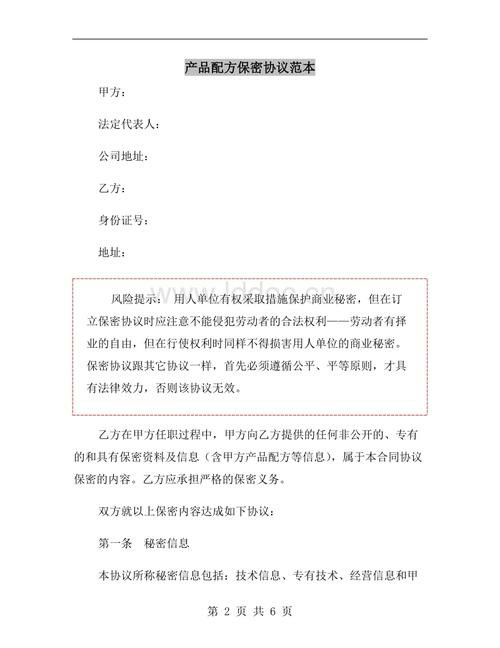 产品配方保密协议范本
甲方：
法定代表人：
公司地址：
乙方：
身份证号：
地址：
风险提示： 用人单位有权采取措施保护商业秘密，但在订
立保密协议时应注意不能侵犯劳动者的合法权利——劳动者有择
业的自由，但在行使权利时同样不得损害用人单位的商业秘密。
保密协议跟其它协议一样，首先必须遵循公平、平等原则，才具
有法律效力，否则该协议无效。
乙方在甲方任职过程中，甲方向乙方提供的任何非公开的、专有
的和具有保密资料及信息（含甲方产品配方等信息），属于本合同协议
保密的内容。乙方应承担严格的保密义务。
双方就以上保密内容达成如下协议：
第一条 秘密信息
本协议所称秘密信息包括：技术信息、专有技术、经营信息和甲
第 2 页 共 6 页